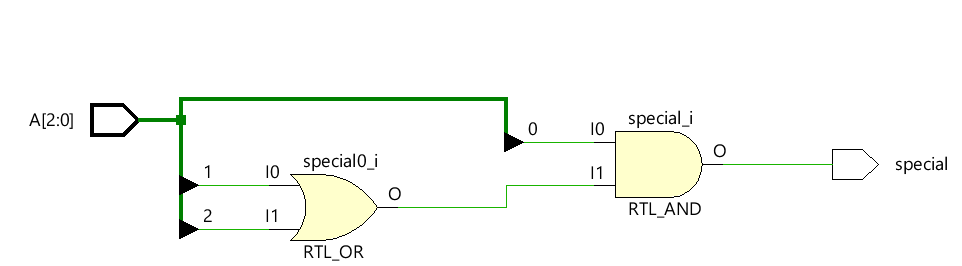 A[2:0]
special0_i
1
I0
2
I1
O
RTL_OR
special_i
0
I0
I1
O
RTL_AND
special